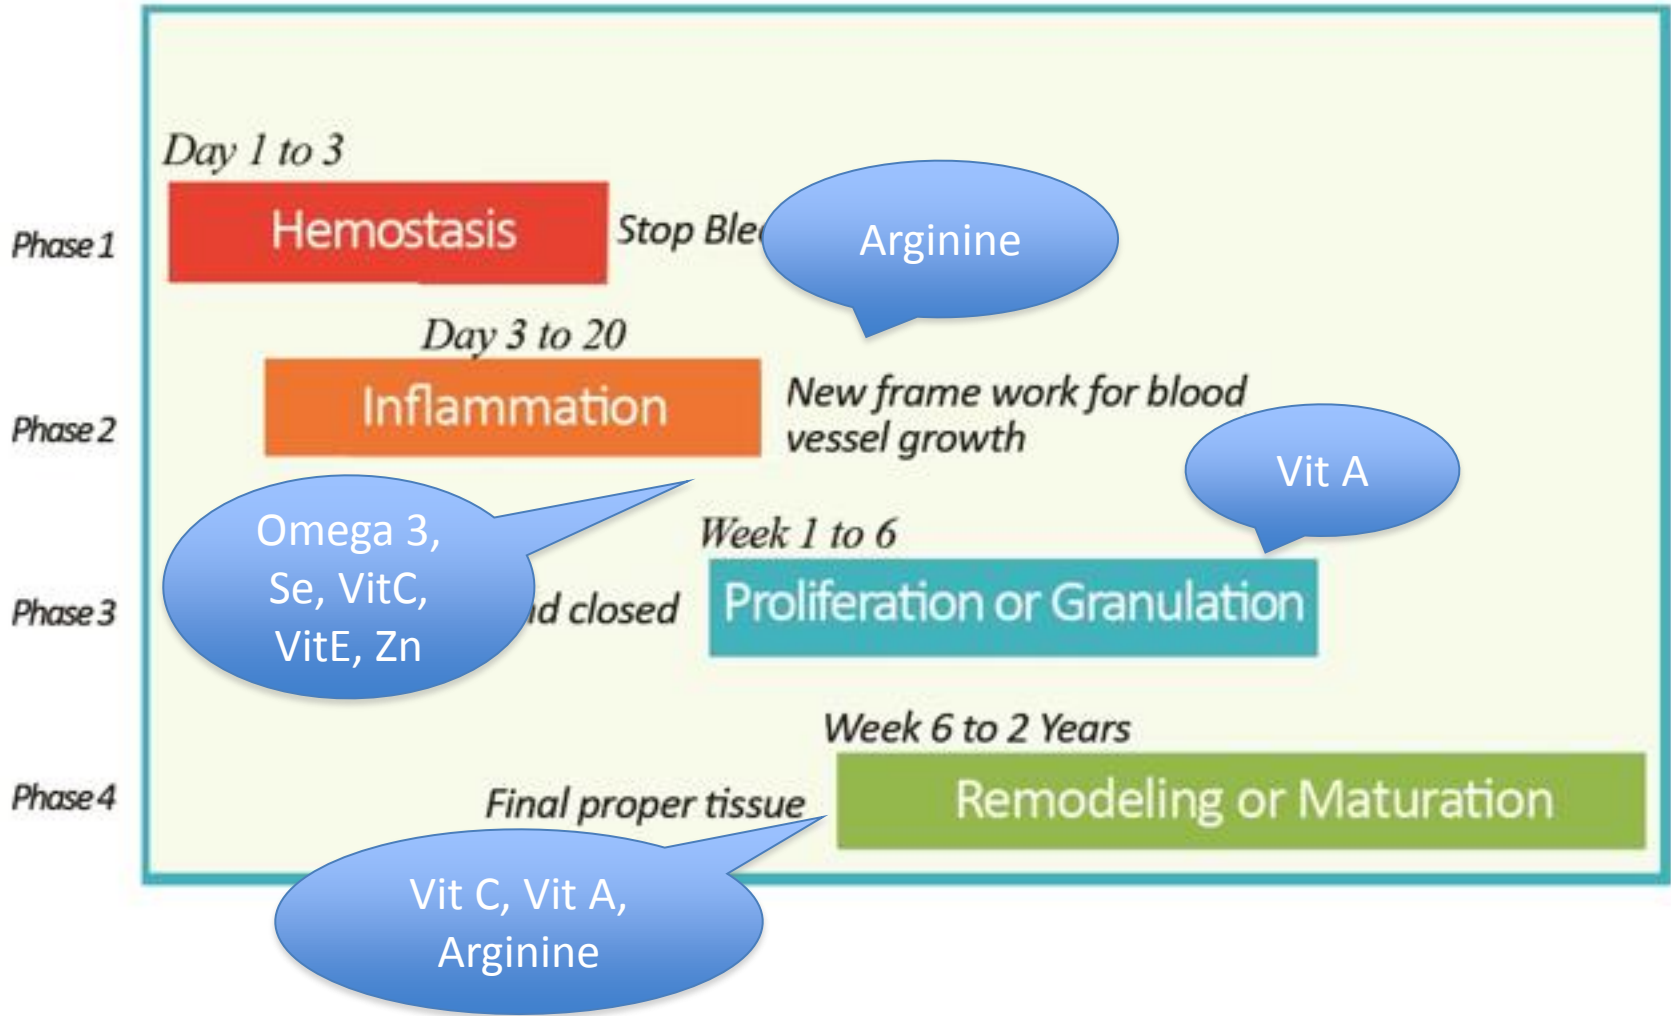 Day 1 to 3
Phase 1
Hemostasis
Stop
Arginine
Day 3 to 20
Phase 2
Inflammation
New frame work for blood
vessel growth
Vit A
Omega 3,
Se, VitC,
VitE, Zn
Week 1 to 6
Phase 3
closed
Proliferation or Granulation
Week 6 to 2 Years
Phase 4
Final proper tissue
Remodeling or Maturation
Vit C, Vit A,
Arginine